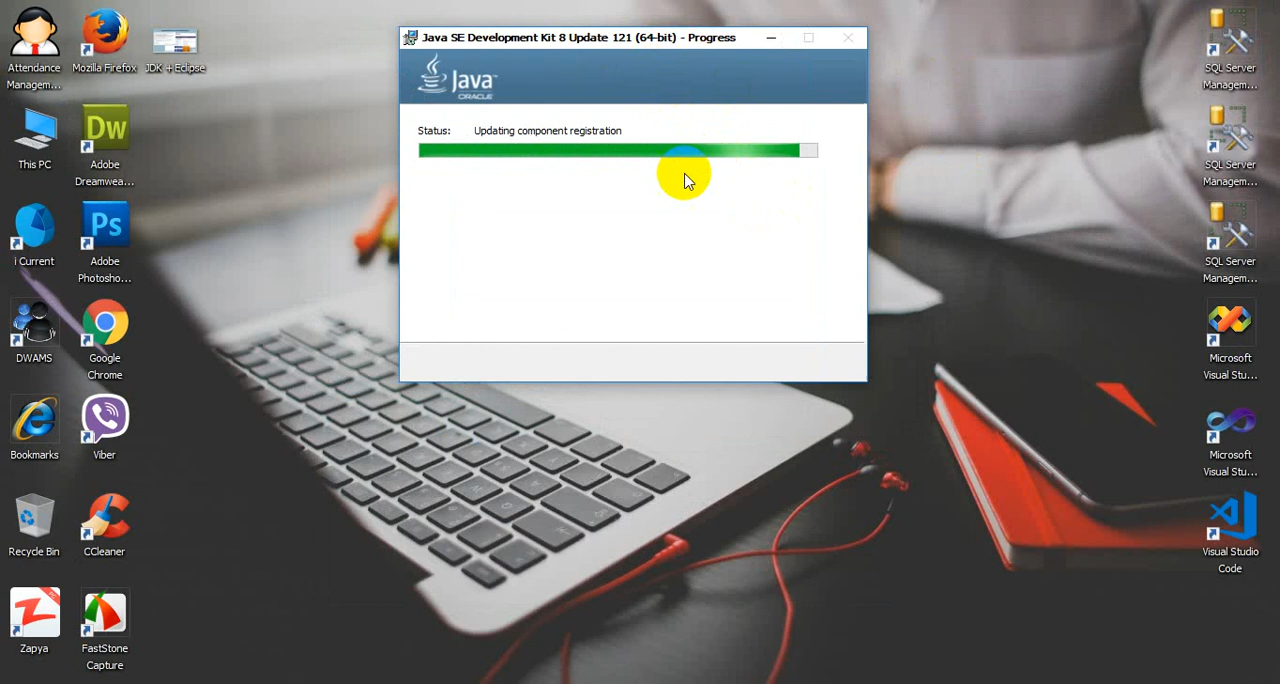 Attendance
Managem...
Mozilla Firefox
JDK + Eclipse
This PC
Dw
Adobe
Dreamwea...
i Current
Ps
Adobe
Photosho...
DWAMS
Google
Chrome
Bookmarks
Viber
Recycle Bin
CCleaner
Zapya
FastStone
Capture
Java SE Development Kit 8 Update 121 (64-bit) - Progress
Java
ORACLE
Status: Updating component registration
SQL Server
Managem...
SQL Server
Managem...
SQL Server
Managem...
Microsoft
Visual Stu...
Microsoft
Visual Stu...
Visual Studio
Code